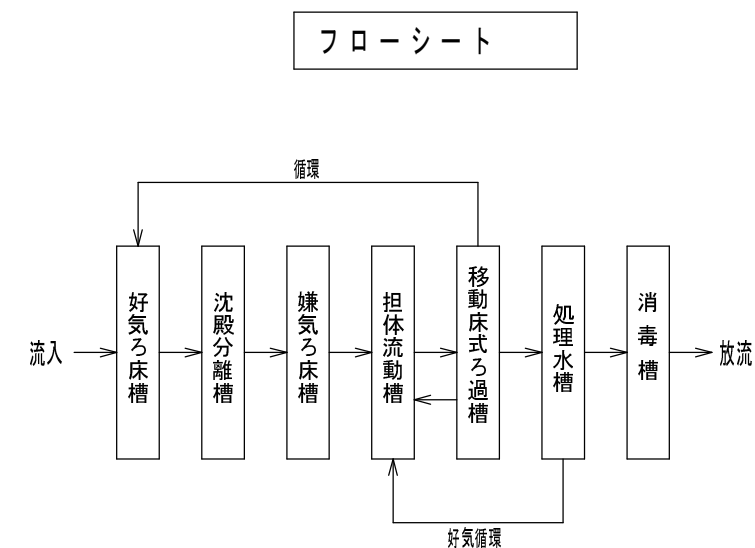 フローシート
循環
流入
好気ろ床槽
沈殿分離槽
嫌気ろ床槽
担体流動槽
移動床式ろ過槽
処理水槽
消毒槽
放流
好気循環